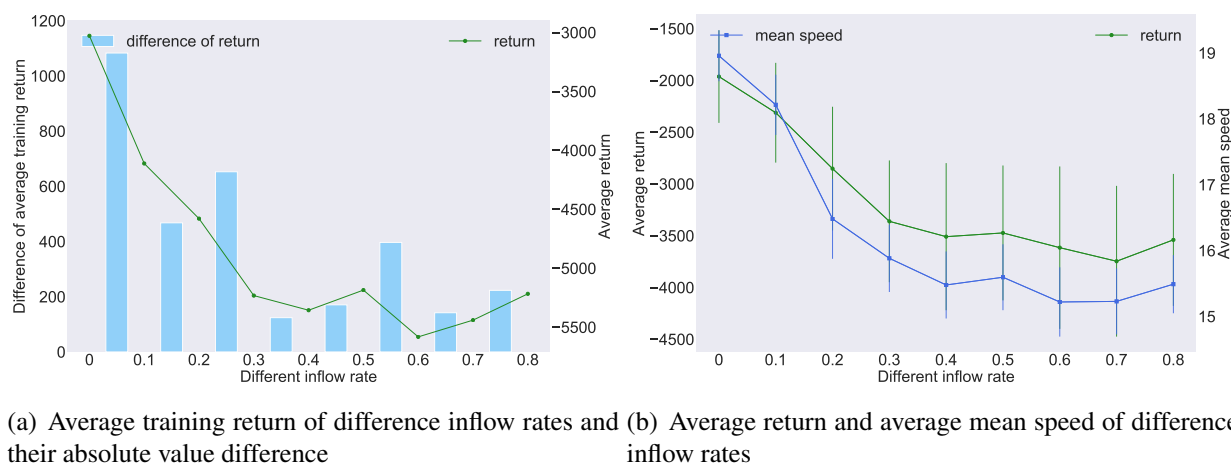 1200
1000
800
600
400
200
0
Difference of average training return
difference of return
return
−3000
−3500
−4000
−4500
−5000
−5500
Average return
0 0.1 0.2 0.3 0.4 0.5 0.6 0.7 0.8
Different inflow rate
−1500
−2000
−2500
−3000
−3500
−4000
−4500
Average return
mean speed
return
19
18
17
16
15
Average mean speed
0 0.1 0.2 0.3 0.4 0.5 0.6 0.7 0.8
Different inflow rate
(a) Average training return of difference inflow rates and
their absolute value difference
(b) Average return and average mean speed of difference
inflow rates